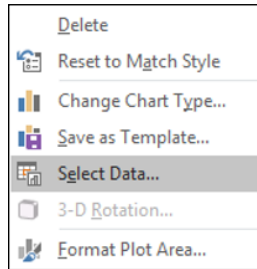 Delete
Reset to Match Style
Change Chart Type...
Save as Template...
Select Data...
3-D Rotation...
Format Plot Area...